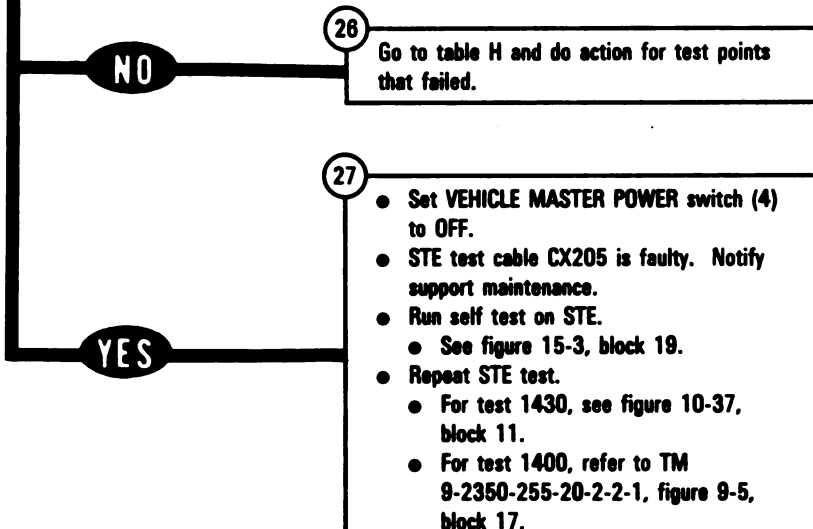 26
NO
Go to table H and do action for test points
that failed.
27
● Set VEHICLE MASTER POWER switch (4)
to OFF.
● STE test cable CX205 is faulty. Notify
support maintenance.
● Run self test on STE.
● See figure 15-3, block 19.
YES
● Repeat STE test.
● For test 1430, see figure 10-37,
block 11.
● For test 1400, refer to TM
9-2350-255-20-2-2-1, figure 9-5,
block 17.